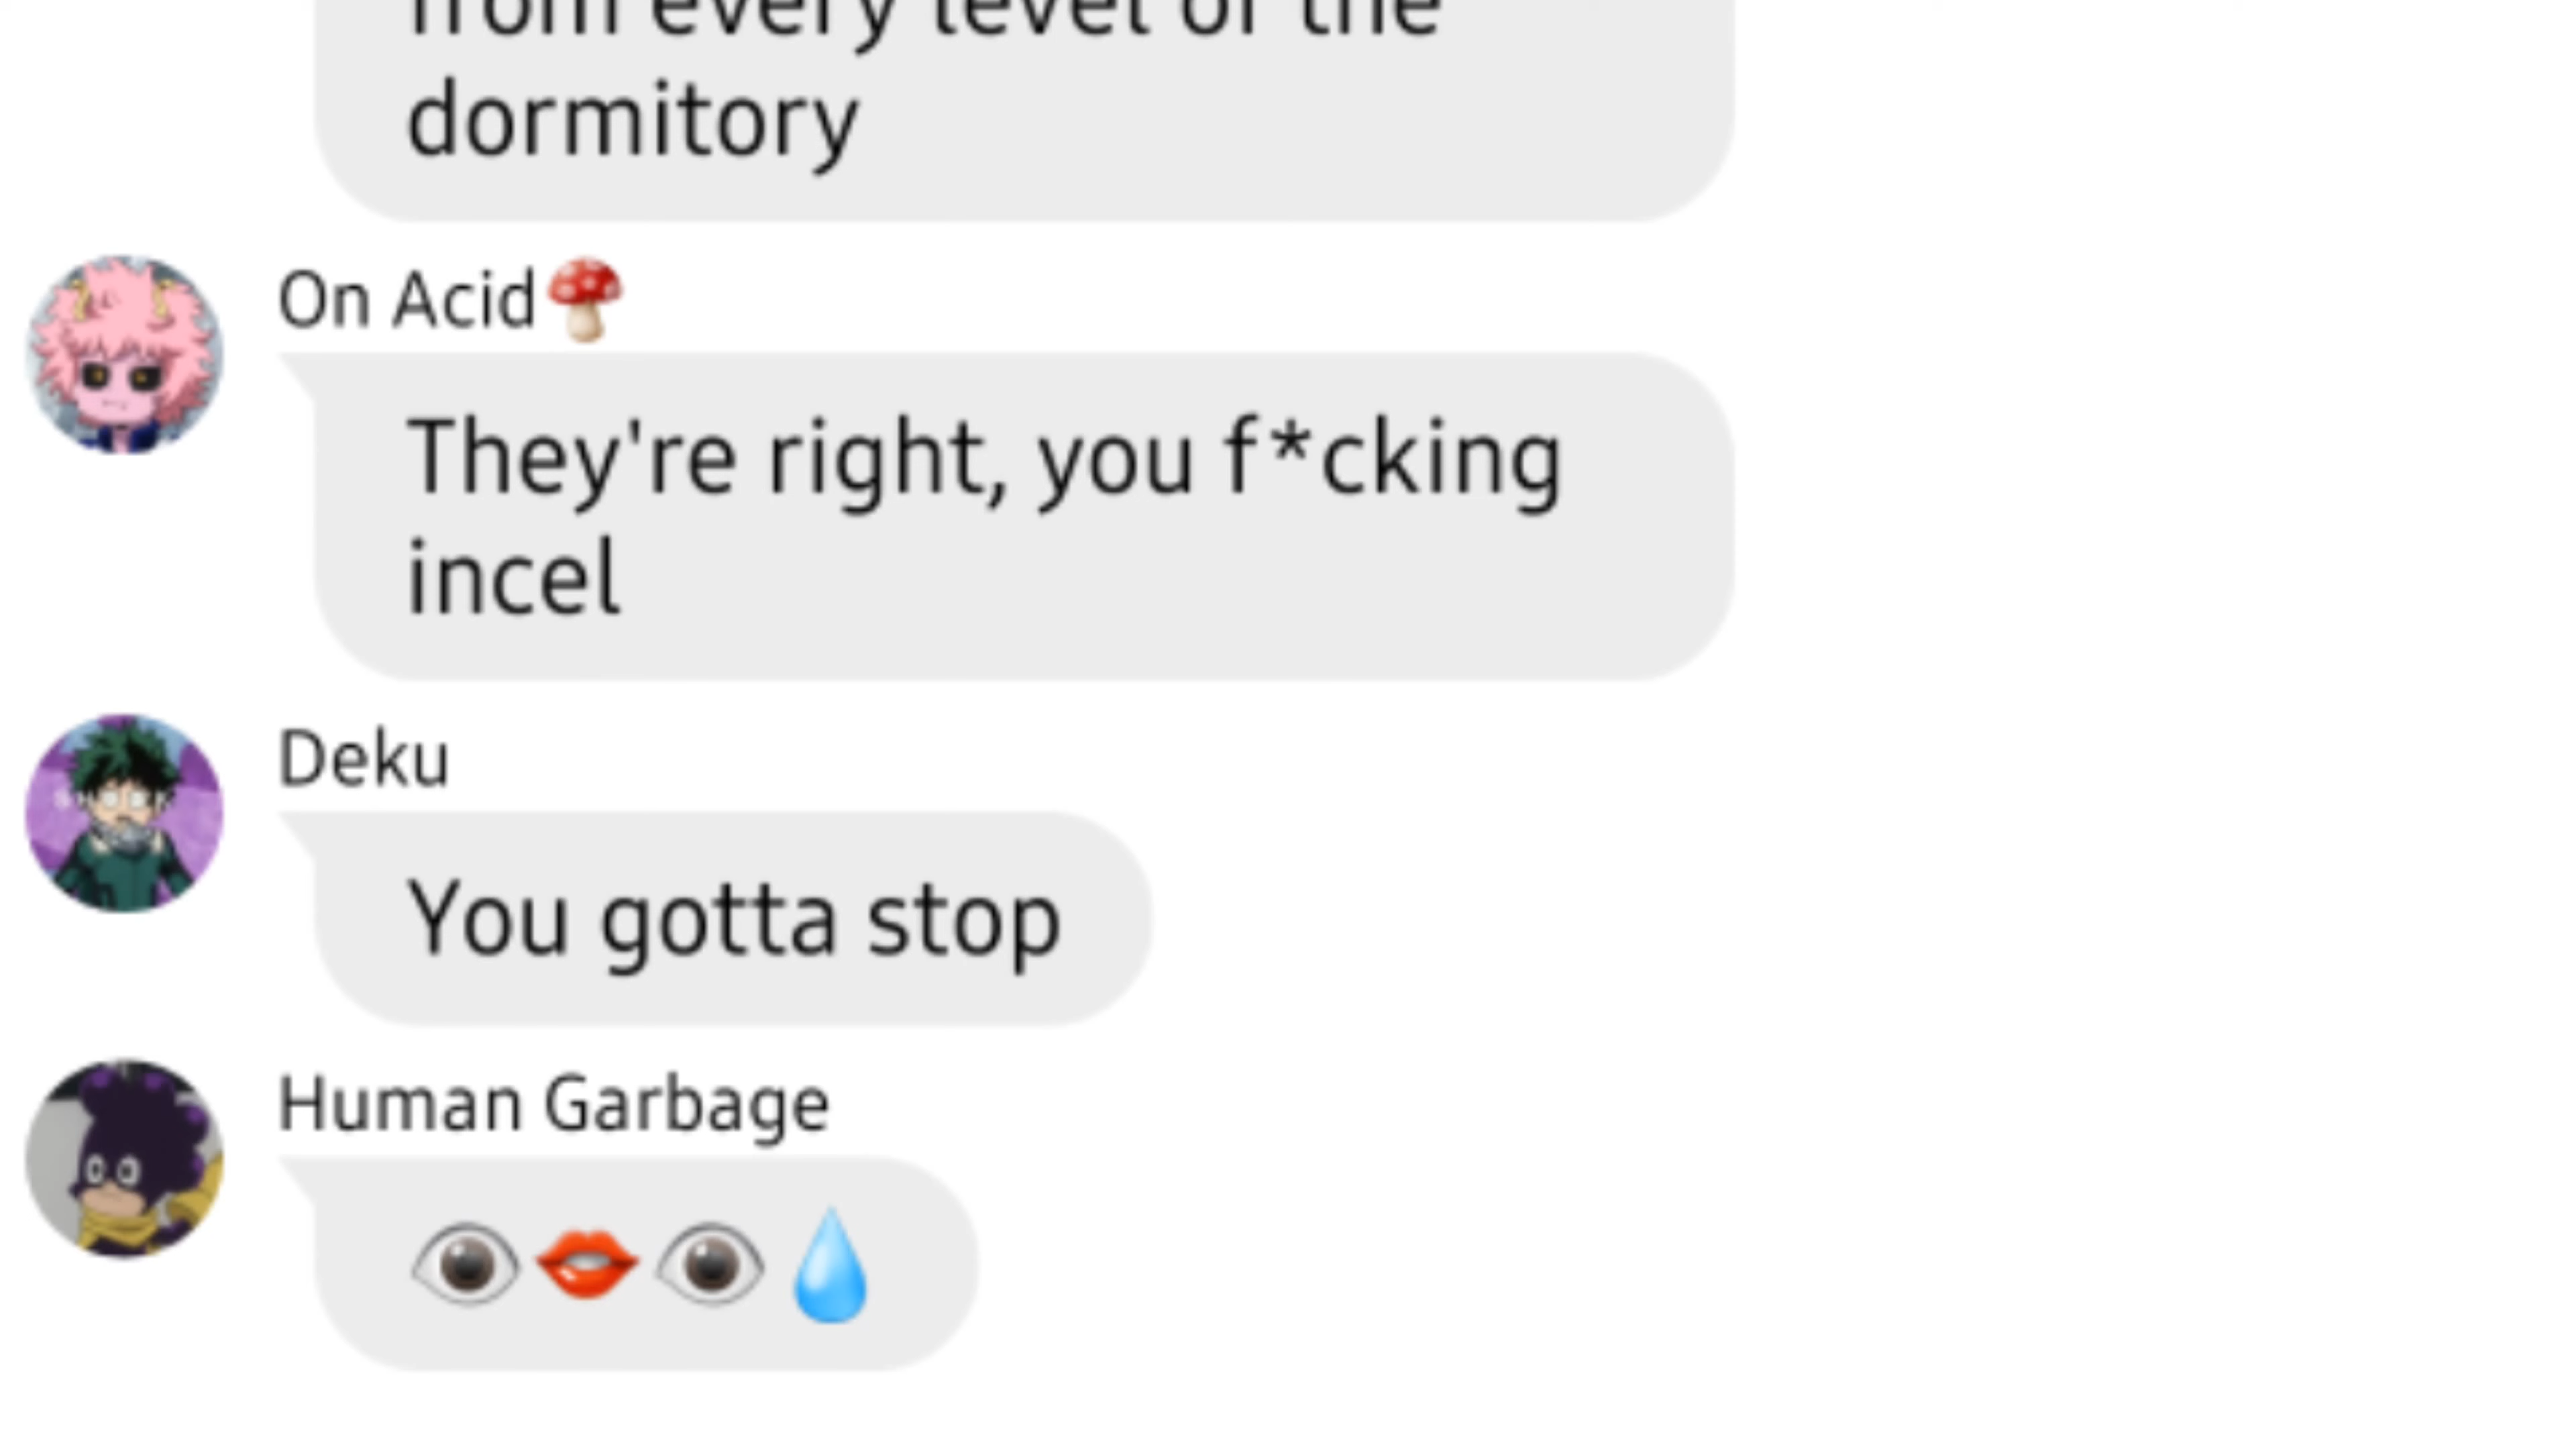 from every level of the
dormitory
On Acid🍄
They're right, you f*cking
incel
Deku
You gotta stop
Human Garbage
👁️👄👁️💧